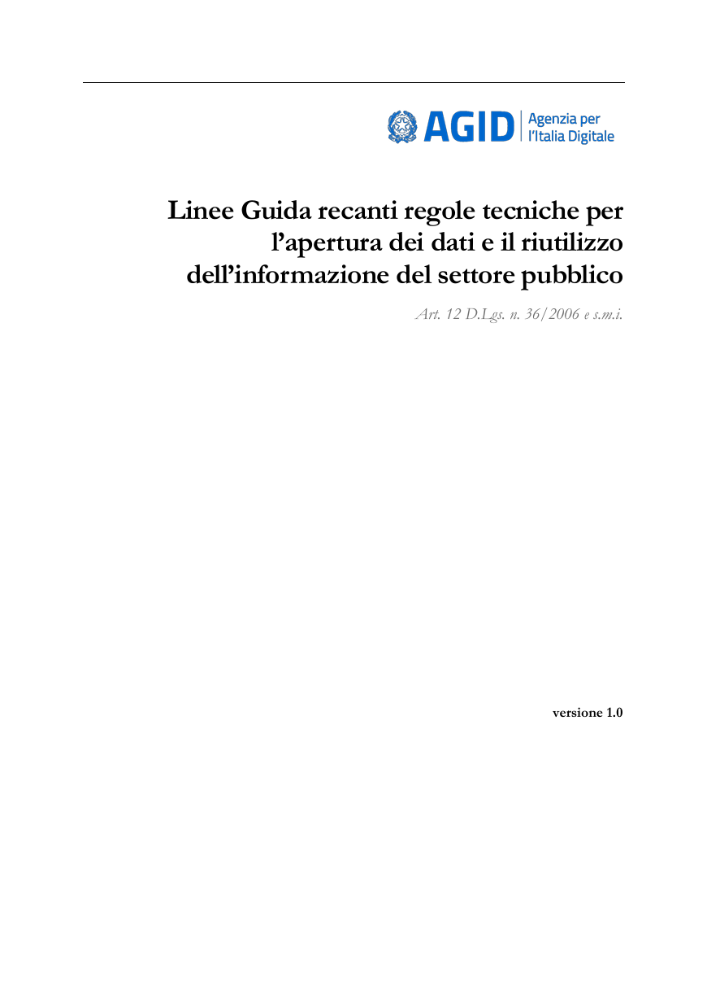 AGID
Agenzia per
l'Italia Digitale
Linee Guida recanti regole tecniche per
l’apertura dei dati e il riutilizzo
dell’informazione del settore pubblico
Art. 12 D.Lgs. n. 36/2006 e s.m.i.
versione 1.0